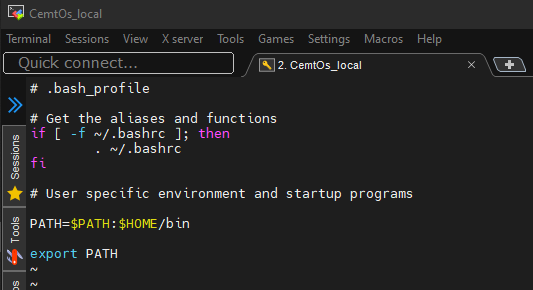 CemtOs_local
Terminal Sessions View X server Tools Games Settings Macros Help
Quick connect...
2. CemtOs_local
# .bash_profile
# Get the aliases and functions
if [ -f ~/.bashrc ]; then
. ~/.bashrc
fi
# User specific environment and startup programs
PATH=$PATH:$HOME/bin
export PATH
~
~
Sessions
Tools